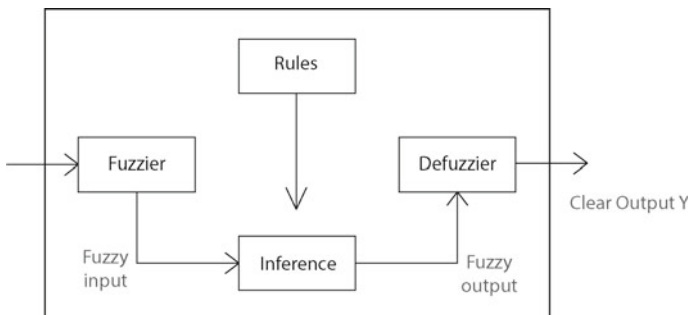 Rules
Fuzzier
Defuzzier
Clear Output Y
Fuzzy
input
Inference
Fuzzy
output